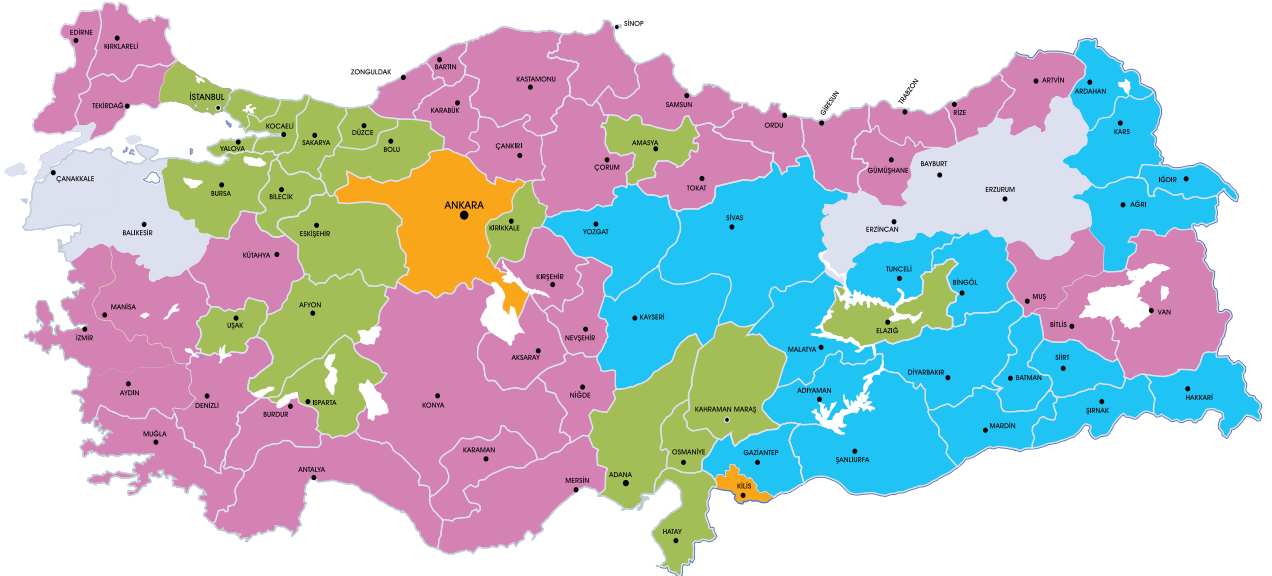 SİNOP
EDİRNE
KIRKLARELİ
BARTIN
ZONGULDAK
KASTAMONU
ARTVİN
ARDAHAN
İSTANBUL
TEKİRDAĞ
KARABÜK
SAMSUN
GİRESUN
TRABZON
RİZE
ORDU
KOCAELİ
SAKARYA
DÜZCE
BOLU
KARS
YALOVA
ÇANKIRI
AMASYA
ÇORUM
GÜMÜŞHANE
BAYBURT
ÇANAKKALE
BURSA
BİLECİK
TOKAT
ERZURUM
IĞDIR
AĞRI
ANKARA
BALIKESİR
ESKİŞEHİR
KIRIKKALE
YOZGAT
SİVAS
ERZİNCAN
KÜTAHYA
KIRŞEHİR
TUNCELİ
BİNGÖL
MUŞ
MANİSA
AFYON
UŞAK
KAYSERİ
ELAZIĞ
BİTLİS
VAN
İZMİR
NEVŞEHİR
AKSARAY
MALATYA
SİİRT
DİYARBAKIR
BATMAN
AYDIN
DENİZLİ
BURDUR
ISPARTA
KONYA
NİĞDE
ADIYAMAN
HAKKARİ
ŞIRNAK
KAHRAMAN MARAŞ
MUĞLA
MARDİN
KARAMAN
OSMANİYE
GAZİANTEP
ŞANLIURFA
ANTALYA
MERSİN
ADANA
KİLİS
HATAY